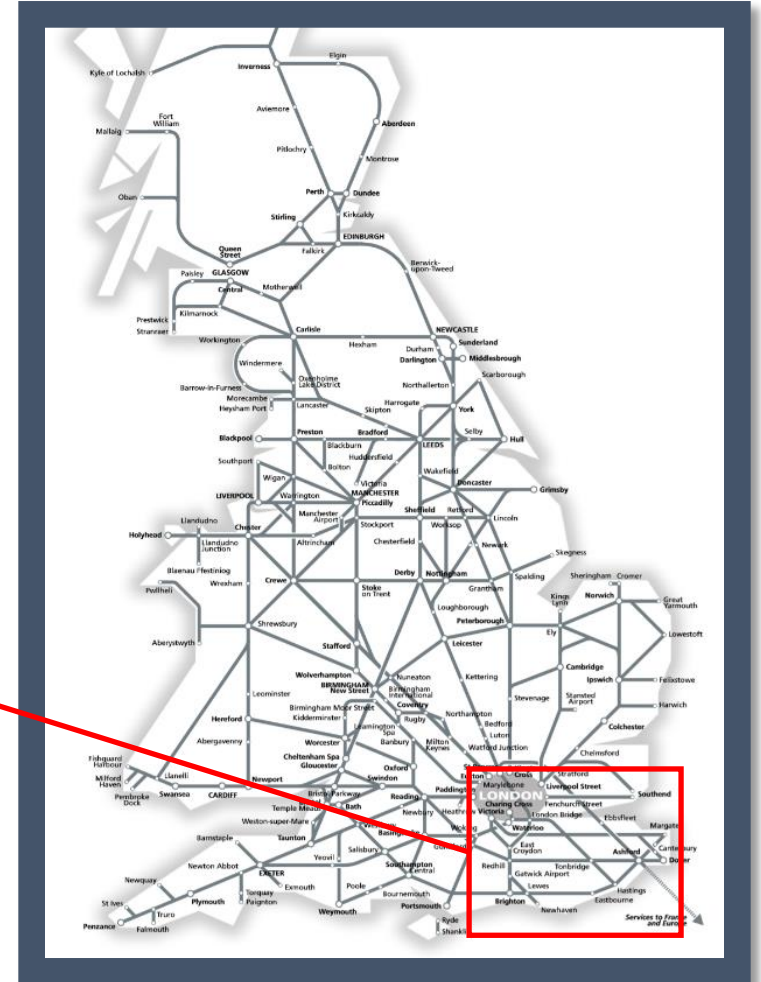 Elgin
Inverness
Kyle of Lochalsh
Aviemore
Fort
William
Aberdeen
Mallaig
Pitlochry
Montrose
Perth
Dundee
Oban
Stirling
Kirkcaldy
EDINBURGH
Queen
Street
Falkirk
Berwick-
upon-Tweed
Paisley
GLASGOW
Central
Motherwell
Prestwick
Kilmarnock
Stranraer
Carlisle
NEWCASTLE
Workington
Hexham
Durham
Sunderland
Darlington
Middlesbrough
Windermere
Scarborough
Oxenholme
Lake District
Barrow-in-Furness
Northallerton
Morecambe
Lancaster
Harrogate
Heysham Port
Skipton
York
Blackpool
Preston
Bradford
LEEDS
Selby
Hull
Blackburn
Huddersfield
Southport
Bolton
Wakefield
Wigan
Victoria
Doncaster
LIVERPOOL
Warrington
MANCHESTER
Piccadilly
Grimsby
Manchester
Airport
Sheffield
Retford
Llandudno
Stockport
Worksop
Lincoln
Holyhead
Chester
Llandudno
Junction
Altrincham
Chesterfield
Newark
Skegness
Blaenau Ffestiniog
Derby
Nottingham
Spalding
Sheringham
Cromer
Pwllheli
Wrexham
Crewe
Stoke
on Trent
Grantham
Kings
Lynn
Norwich
Great
Yarmouth
Loughborough
Shrewsbury
Peterborough
Aberystwyth
Stafford
Leicester
Ely
Lowestoft
Wolverhampton
Nuneaton
Kettering
Cambridge
BIRMINGHAM
New Street
Birmingham
International
Ipswich
Felixstowe
Leominster
Birmingham Moor Street
Coventry
Stevenage
Stansted
Airport
Harwich
Hereford
Kidderminster
Rugby
Northampton
Leamington
Spa
Bedford
Colchester
Abergavenny
Worcester
Banbury
Milton
Keynes
Luton
Cheltenham Spa
Watford Junction
Chelmsford
Fishguard
Harbour
Gloucester
Oxford
Cross
Stratford
Milford
Haven
Llanelli
Newport
Swindon
Euston
Marylebone
Liverpool Street
Pembroke
Dock
Swansea
CARDIFF
Bristol Parkway
Reading
Paddington
LONDON
Southend
Temple Meads
Bath
Charing Cross
Fenchurch Street
Weston-super-Mare
Newbury
Heathrow
Victoria
London Bridge
Ebbsfleet
Barnstaple
Taunton
Basingstoke
Woking
Waterloo
Margate
Salisbury
Guildford
East
Croydon
Canterbury
Newton Abbot
Yeovil
Southampton
Central
Redhill
Tonbridge
Ashford
Dover
EXETER
Gatwick Airport
Newquay
Exmouth
Poole
Lewes
Hastings
Torquay
Paignton
Bournemouth
St Ives
Plymouth
Weymouth
Portsmouth
Brighton
Eastbourne
Truro
Newhaven
Penzance
Falmouth
Ryde
Shanklin
Services to France
and Europe